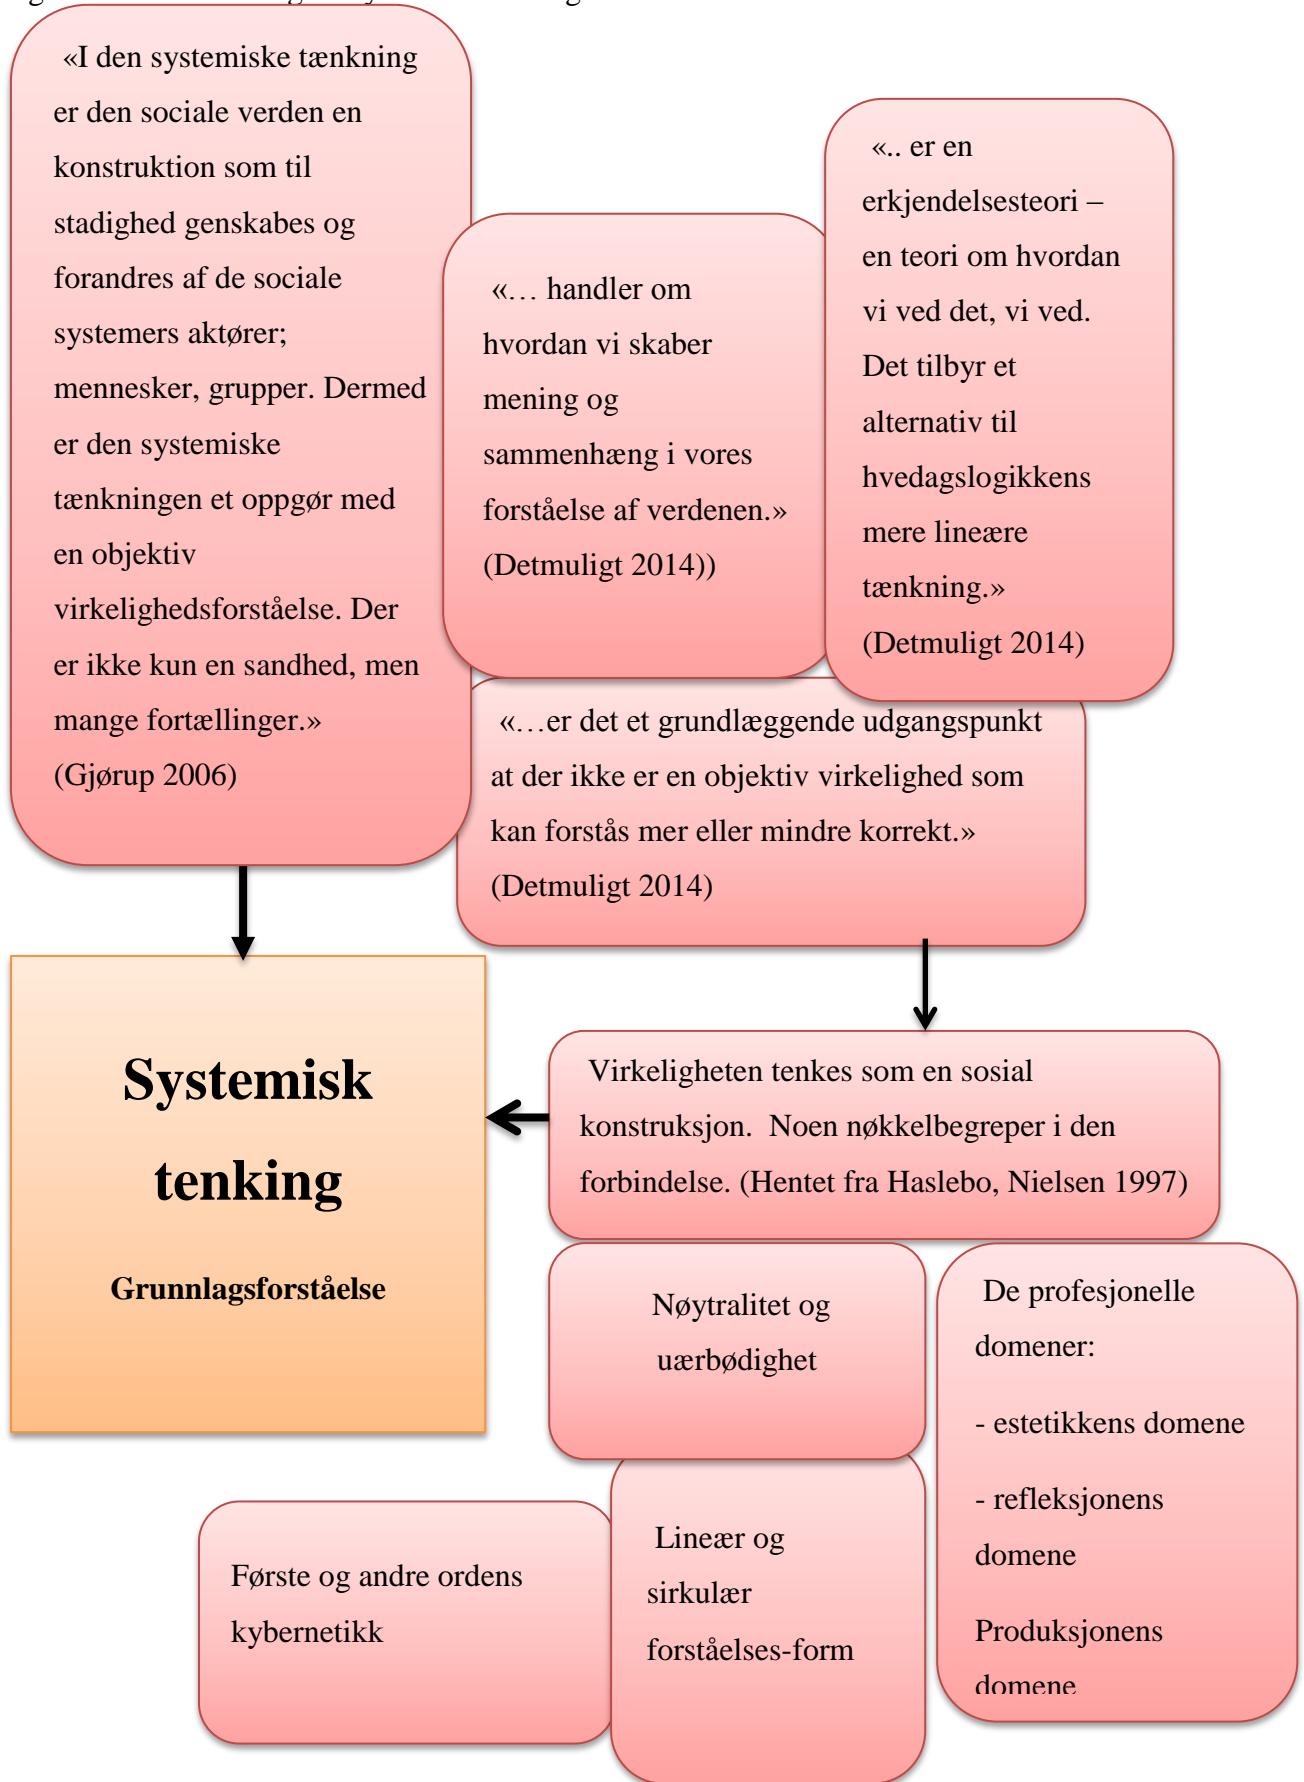 «I den systemiske tænkning
er den sociale verden en
konstruktion som til
stadighed genskabes og
forandres af de sociale
systemers aktører;
mennesker, grupper. Dermed
er den systemiske
tænkningen et oppgør med
en objektiv
virkelighedsforståelse. Der
er ikke kun en sandhed, men
mange fortællinger.»
(Gjørup 2006)
«… handler om
hvordan vi skaber
mening og
sammenhæng i vores
forståelse af verdenen.»
(Detmuligt 2014))
«.. er en
erkjendelsesteori –
en teori om hvordan
vi ved det, vi ved.
Det tilbyr et
alternativ til
hvedagslogikkens
mere lineære
tænkning.»
(Detmuligt 2014)
«…er det et grundlæggende udgangspunkt
at der ikke er en objektiv virkelighed som
kan forstås mer eller mindre korrekt.»
(Detmuligt 2014)
Systemisk
tenking
Grunnlagsforståelse
Virkeligheten tenkes som en sosial
konstruksjon.  Noen nøkkelbegreper i den
forbindelse. (Hentet fra Haslebo, Nielsen 1997)
Nøytralitet og
uærbødighet
De profesjonelle
domener:
- estetikkens domene
- refleksjonens
domene
Produksjonens
domene
Lineær og
sirkulær
forståelses-form
Første og andre ordens
kybernetikk